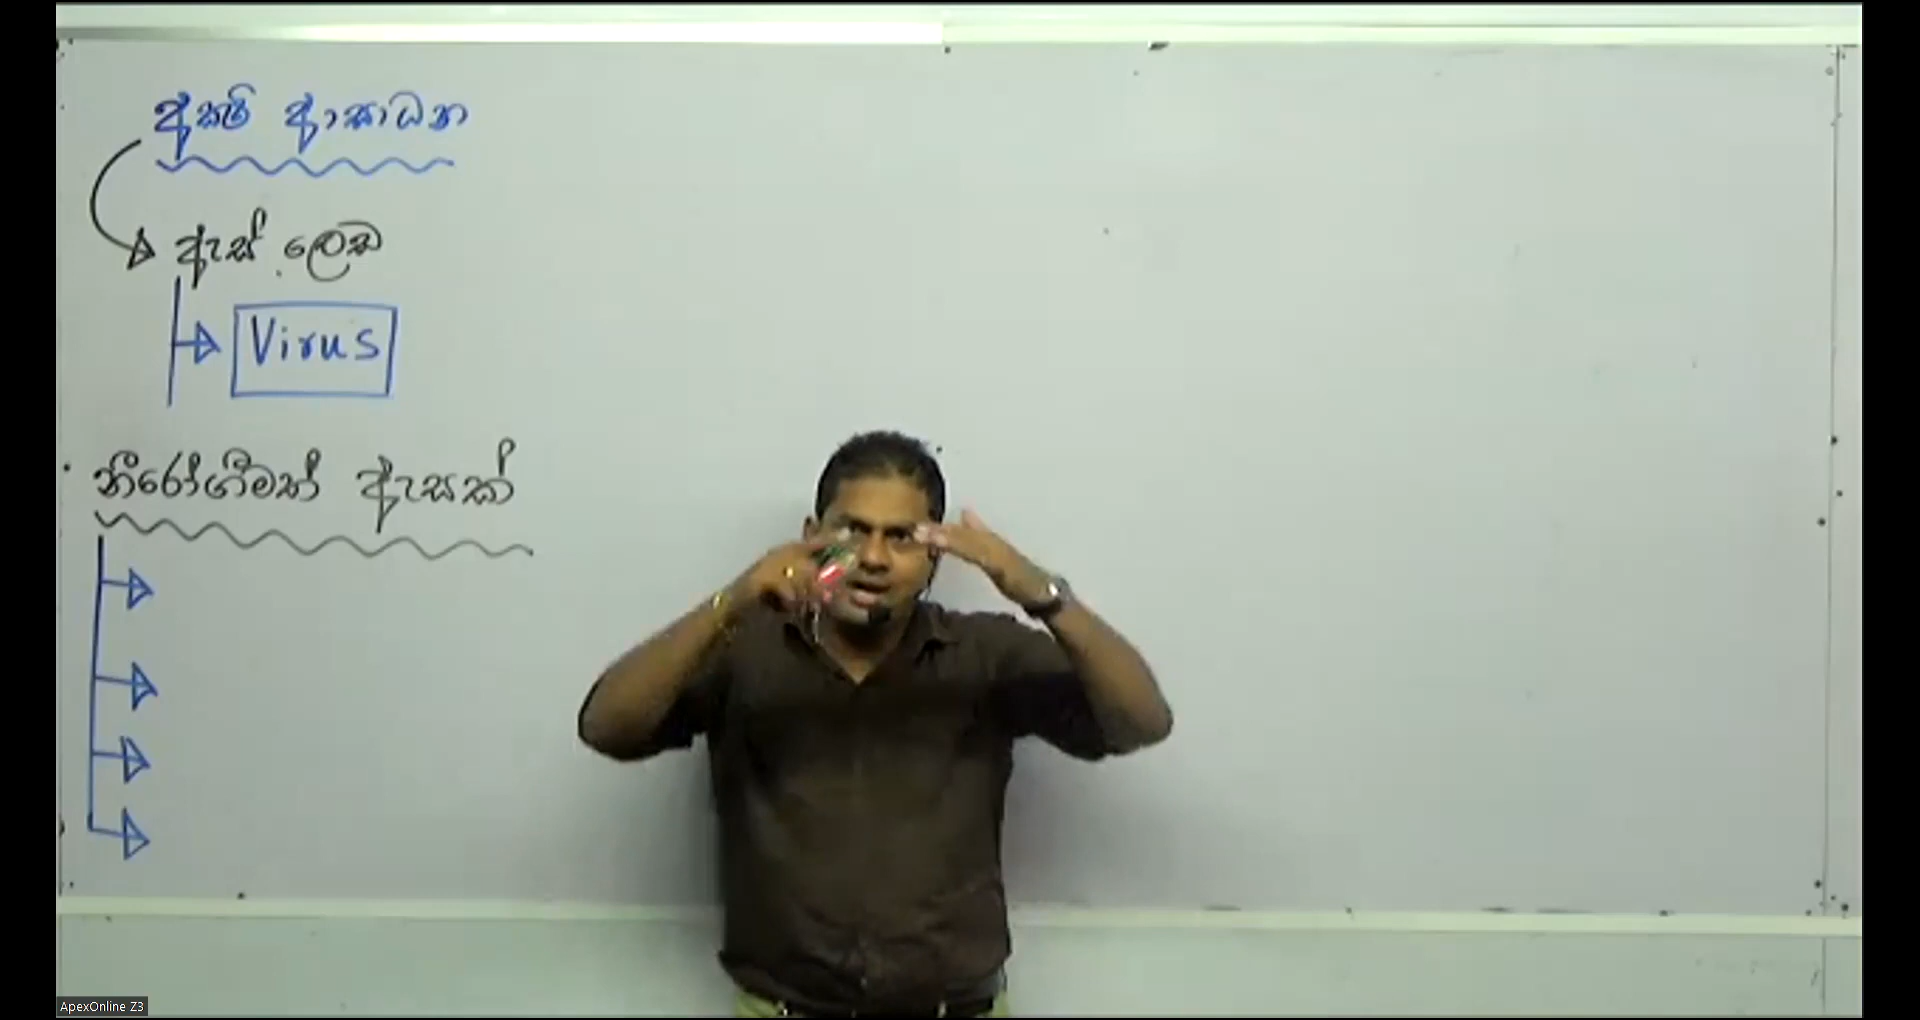 අක්ෂි ආසාධන
ඇස් ලෙඩ
Virus
නීරෝගීමත් ඇසක්
ApexOnline Z3